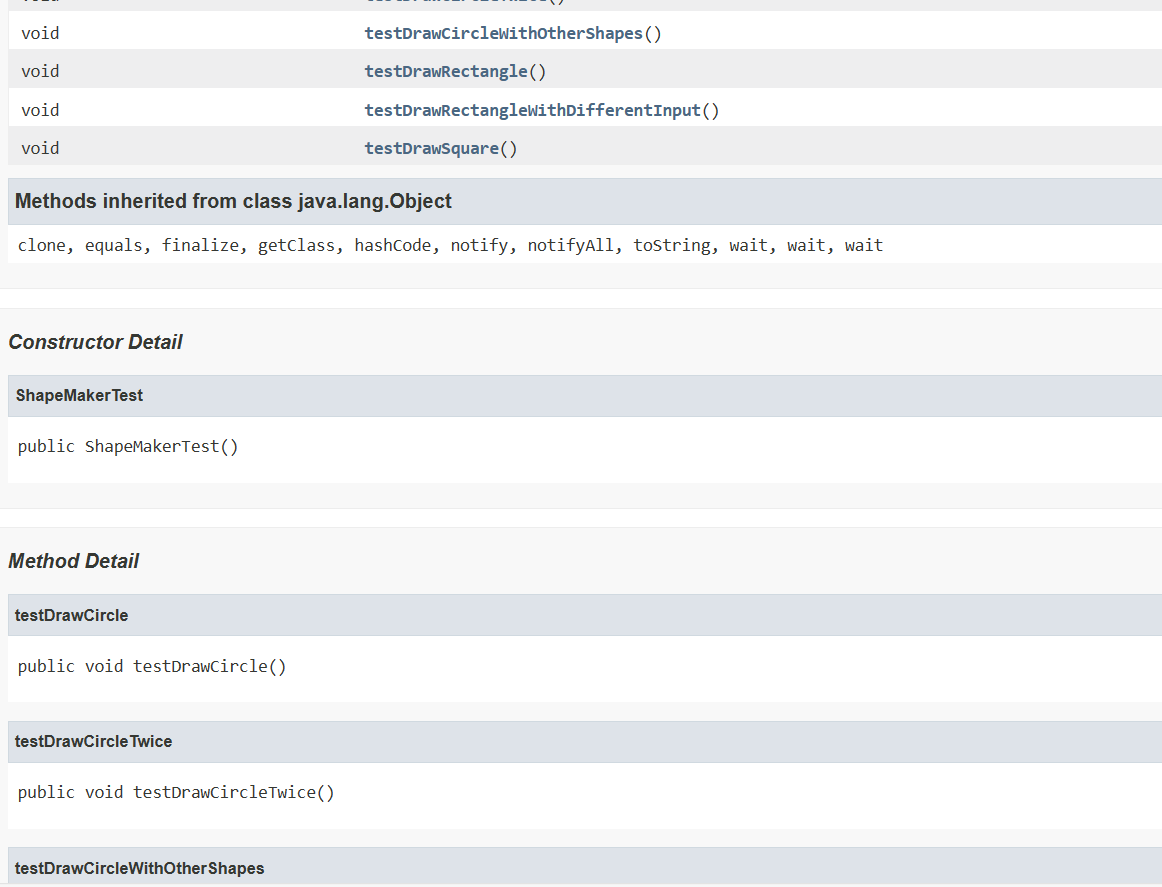 void testDrawCircleTwice()
void testDrawCircleWithOtherShapes()
void testDrawRectangle()
void testDrawRectangleWithDifferentInput()
void testDrawSquare()
Methods inherited from class java.lang.Object
clone, equals, finalize, getClass, hashCode, notify, notifyAll, toString, wait, wait, wait
Constructor Detail
ShapeMakerTest
public ShapeMakerTest()
Method Detail
testDrawCircle
public void testDrawCircle()
testDrawCircleTwice
public void testDrawCircleTwice()
testDrawCircleWithOtherShapes